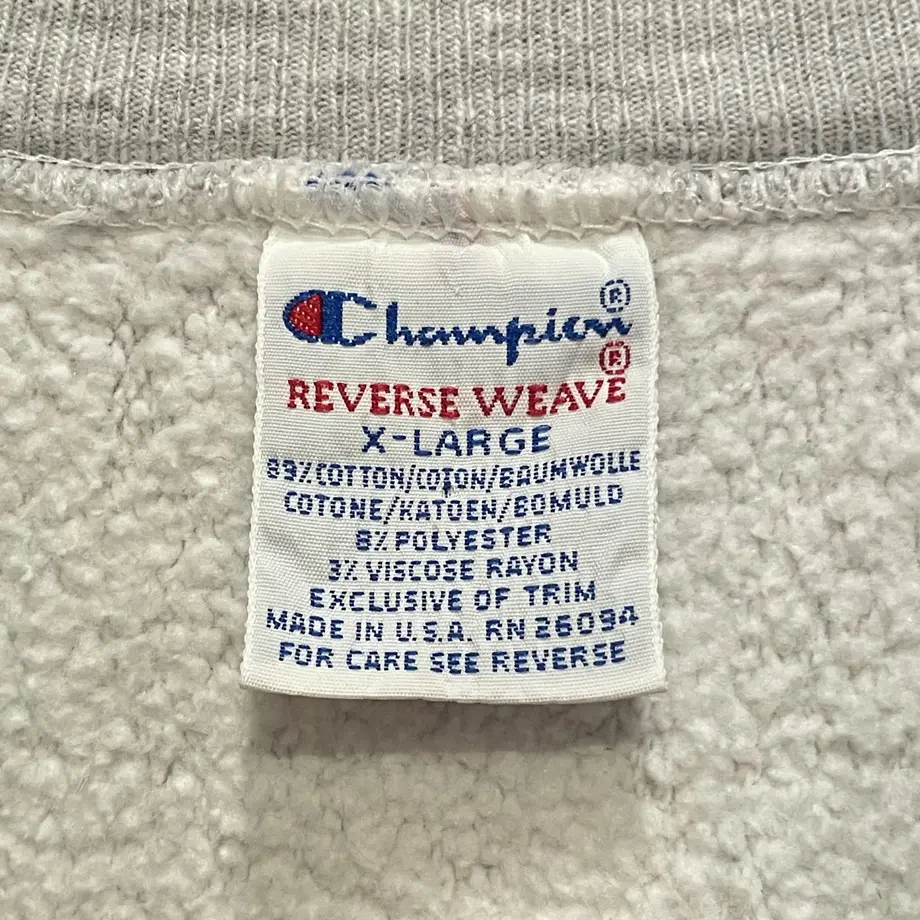 Champion®
REVERSE WEAVE®
X-LARGE
89% COTTON/COTON/BAUMWOLLE
COTONE/KATOEN/BOMULD
8% POLYESTER
3% VISCOSE RAYON
EXCLUSIVE OF TRIM
MADE IN U.S.A. RN 26094
FOR CARE SEE REVERSE